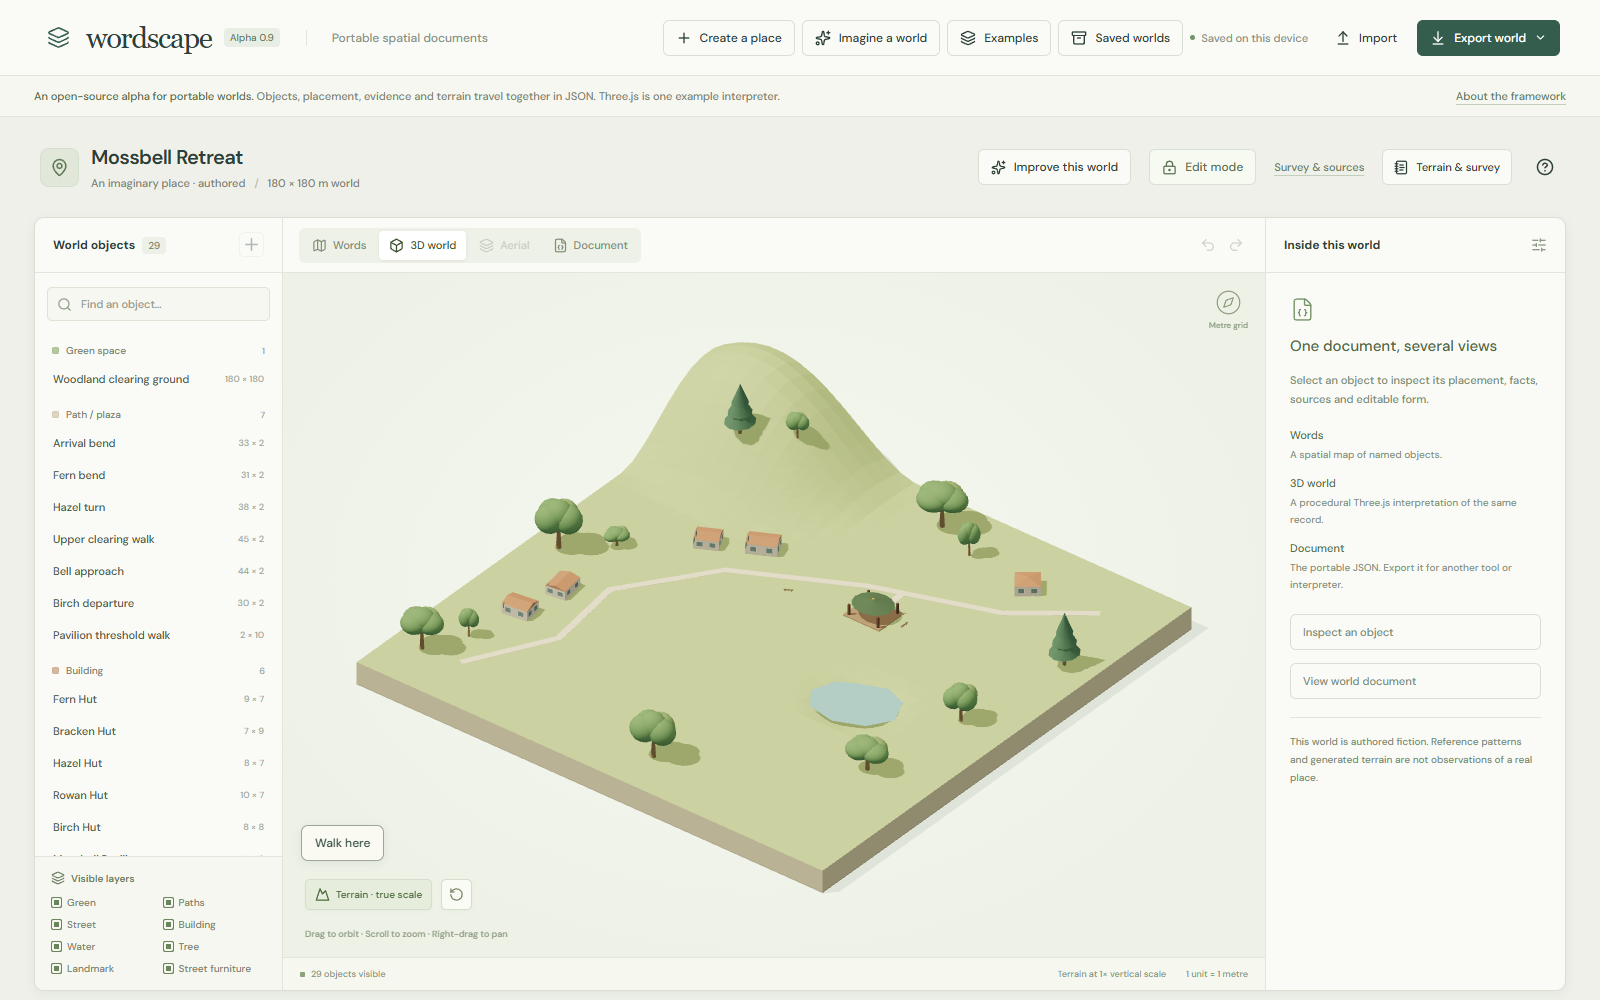 wordscape
Alpha 0.9
Portable spatial documents
Create a place
Imagine a world
Examples
Saved worlds
Saved on this device
Import
Export world
An open-source alpha for portable worlds. Objects, placement, evidence and terrain travel together in JSON. Three.js is one example interpreter.
About the framework
Mossbell Retreat
An imaginary place · authored / 180 × 180 m world
Improve this world
Edit mode
Survey & sources
Terrain & survey
World objects 29
Find an object...
Green space 1
Woodland clearing ground 180 × 180
Path / plaza 7
Arrival bend 33 × 2
Fern bend 31 × 2
Hazel turn 38 × 2
Upper clearing walk 45 × 2
Bell approach 44 × 2
Birch departure 30 × 2
Pavilion threshold walk 2 × 10
Building 6
Fern Hut 9 × 7
Bracken Hut 7 × 9
Hazel Hut 8 × 7
Rowan Hut 10 × 7
Birch Hut 8 × 8
Visible layers
Green
Paths
Street
Building
Water
Tree
Landmark
Street furniture
Words
3D world
Aerial
Document
Metre grid
Walk here
Terrain · true scale
Drag to orbit · Scroll to zoom · Right-drag to pan
29 objects visible
Terrain at 1× vertical scale
1 unit = 1 metre
Inside this world
One document, several views
Select an object to inspect its placement, facts,
sources and editable form.
Words
A spatial map of named objects.
3D world
A procedural Three.js interpretation of the same
record.
Document
The portable JSON. Export it for another tool or
interpreter.
Inspect an object
View world document
This world is authored fiction. Reference patterns
and generated terrain are not observations of a real
place.